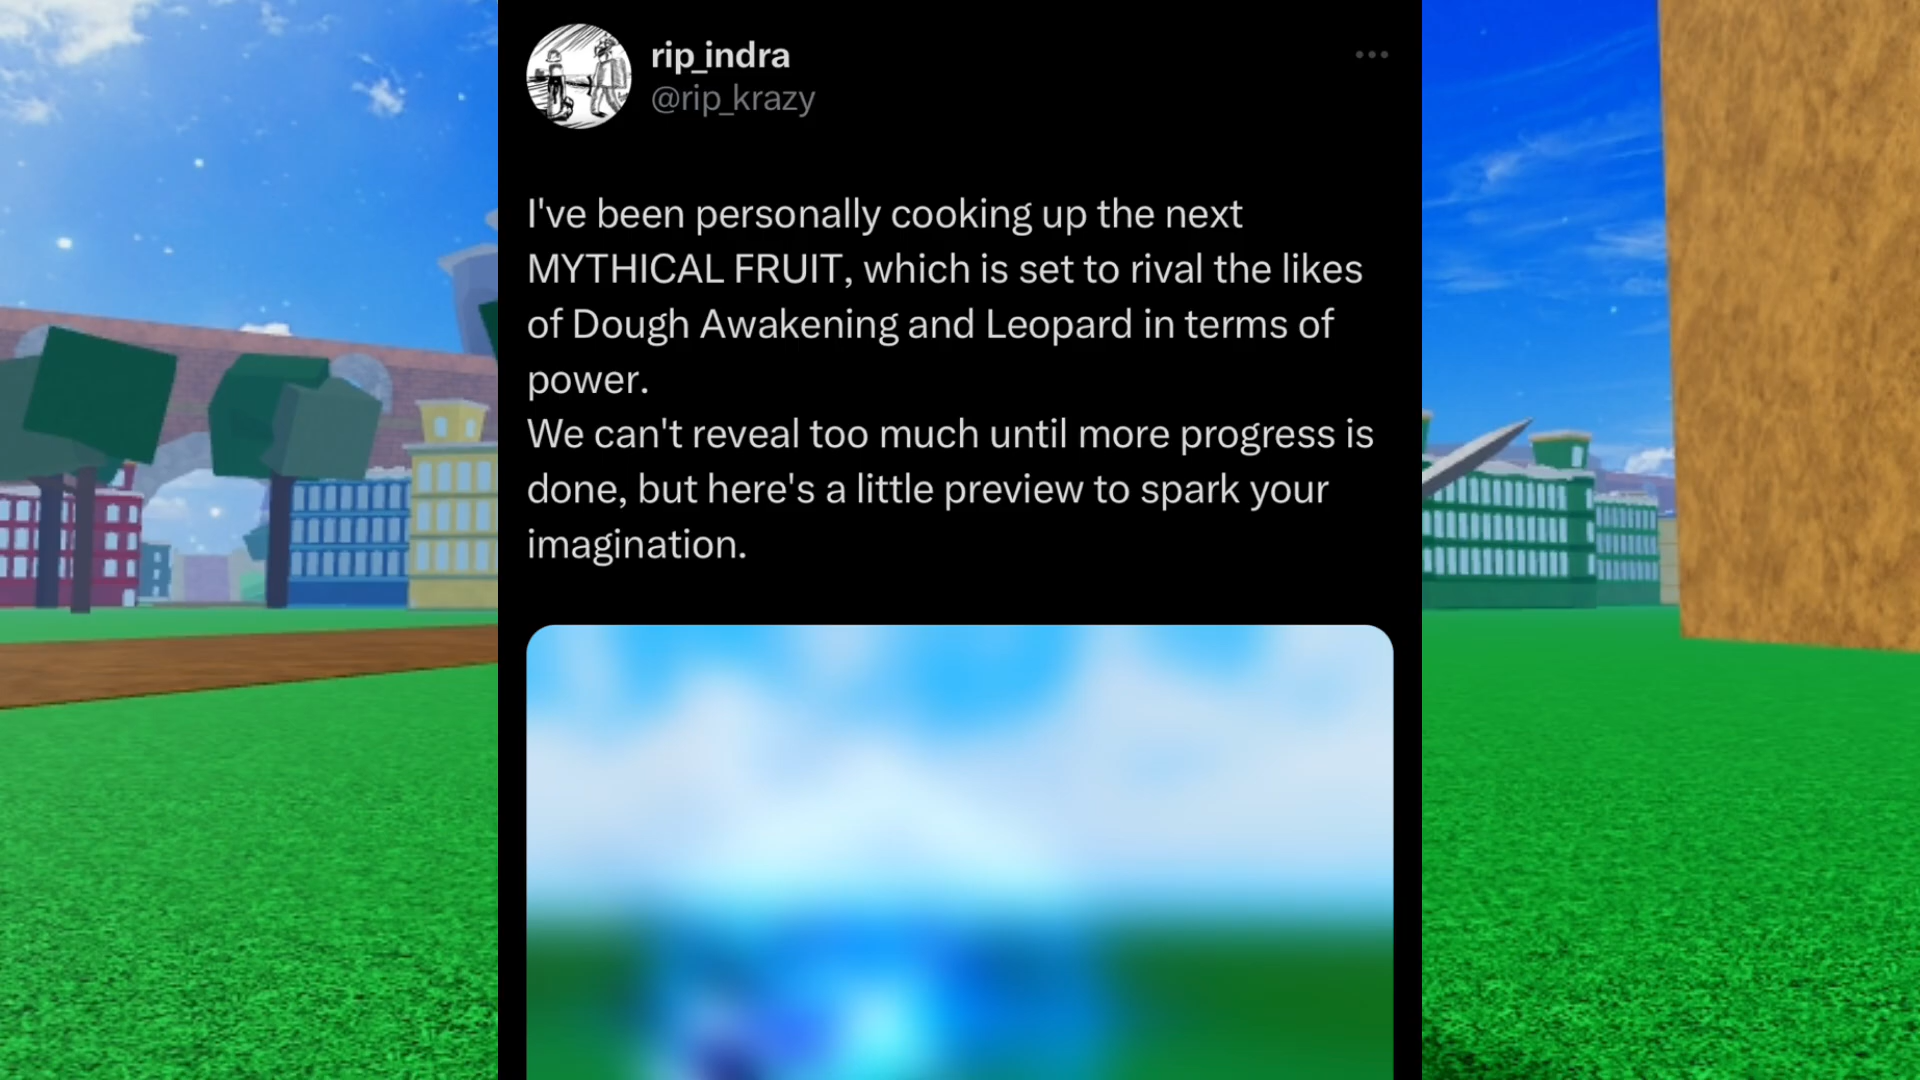 rip_indra
@rip_krazy
I've been personally cooking up the next
MYTHICAL FRUIT, which is set to rival the likes
of Dough Awakening and Leopard in terms of
power.
We can't reveal too much until more progress is
done, but here's a little preview to spark your
imagination.